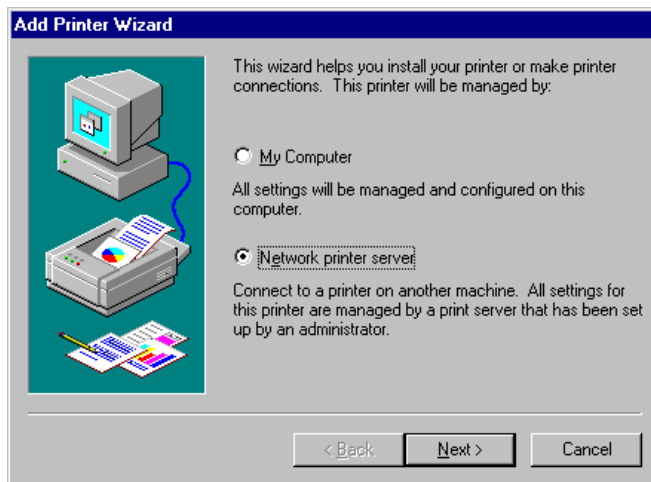 Add Printer Wizard
This wizard helps you install your printer or make printer
connections. This printer will be managed by:
My Computer
All settings will be managed and configured on this
computer.
Network printer server
Connect to a printer on another machine. All settings for
this printer are managed by a print server that has been set
up by an administrator.
< Back Next > Cancel